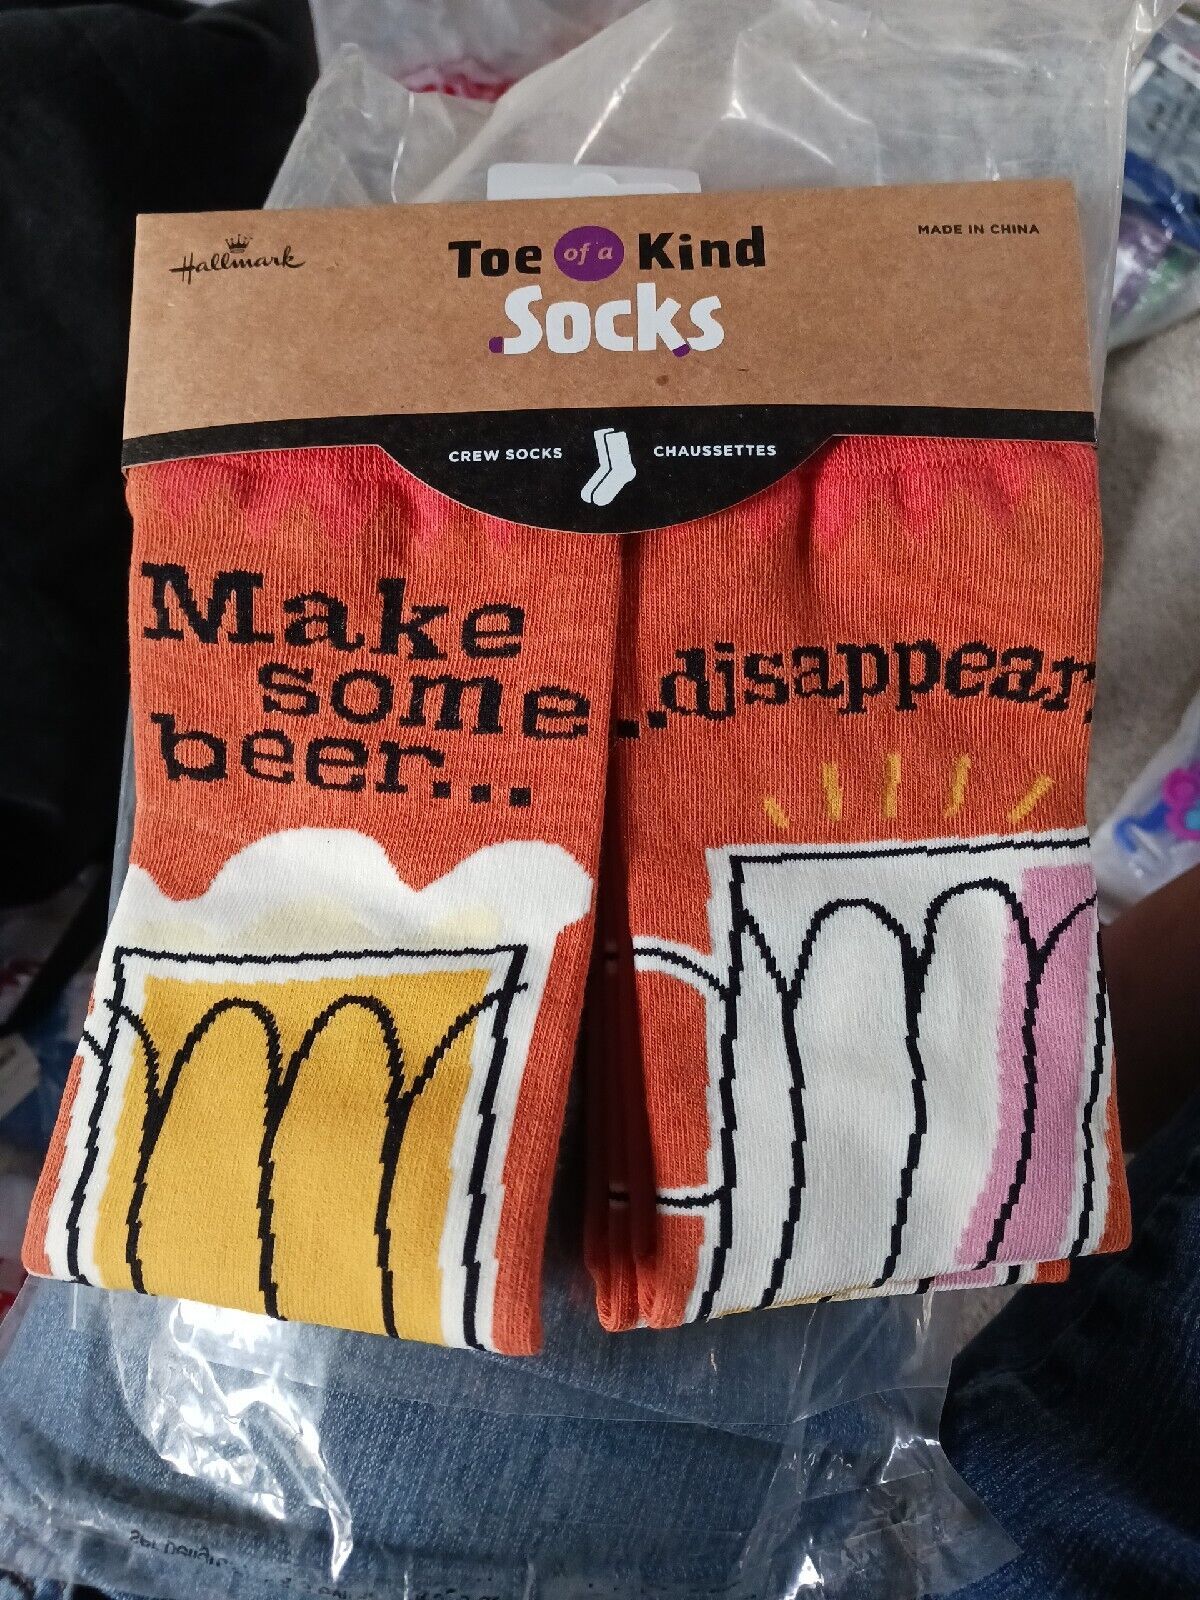 Hallmark
Toe of a Kind
Socks
MADE IN CHINA
CREW SOCKS
CHAUSSETTES
Make
some
beer...
...disappear.